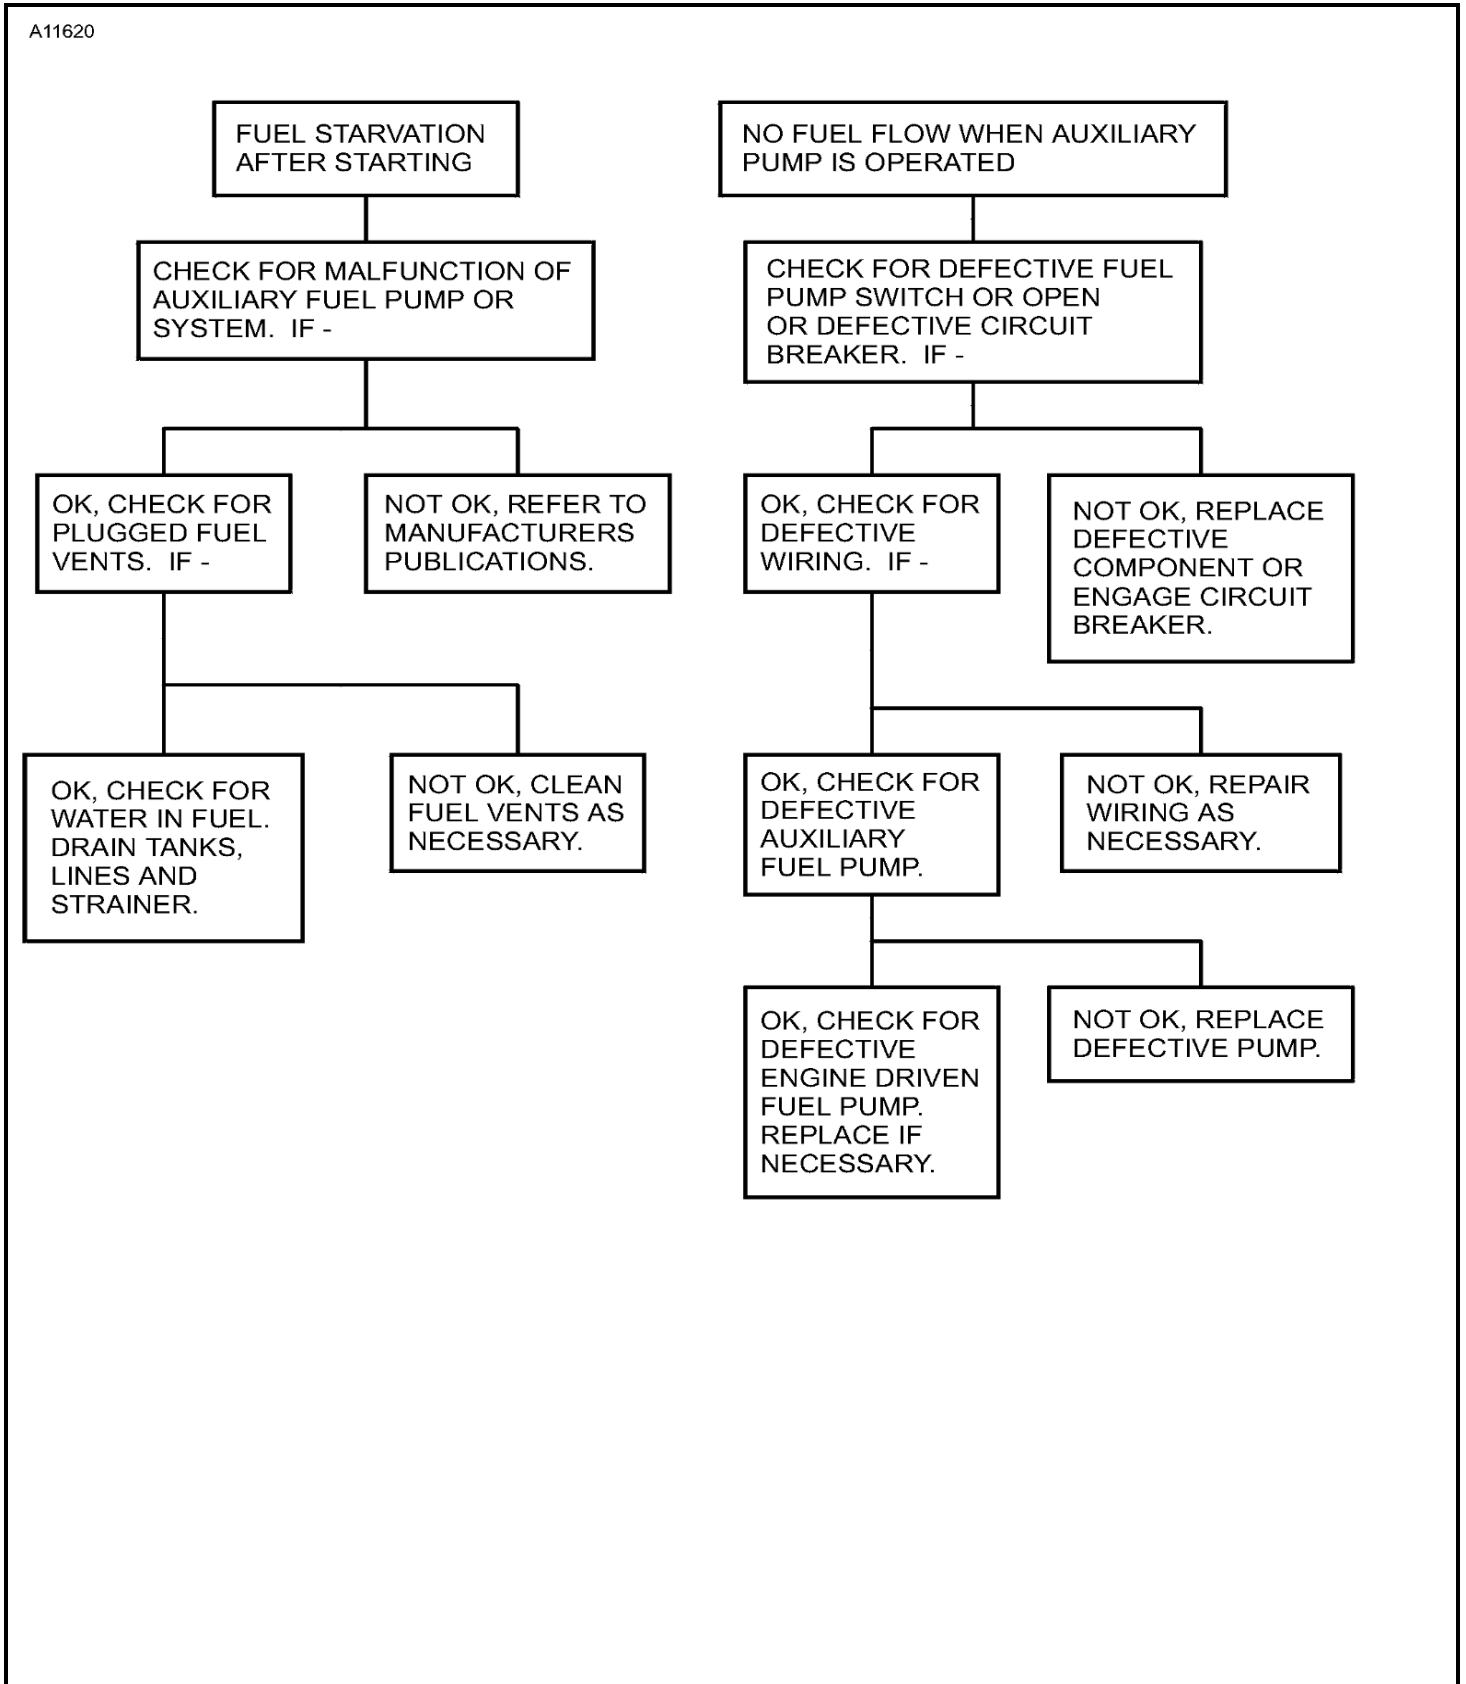 A11620
FUEL STARVATION
AFTER STARTING
CHECK FOR MALFUNCTION OF
AUXILIARY FUEL PUMP OR
SYSTEM. IF -
OK, CHECK FOR
PLUGGED FUEL
VENTS. IF -
NOT OK, REFER TO
MANUFACTURERS
PUBLICATIONS.
OK, CHECK FOR
WATER IN FUEL.
DRAIN TANKS,
LINES AND
STRAINER.
NOT OK, CLEAN
FUEL VENTS AS
NECESSARY.
NO FUEL FLOW WHEN AUXILIARY
PUMP IS OPERATED
CHECK FOR DEFECTIVE FUEL
PUMP SWITCH OR OPEN
OR DEFECTIVE CIRCUIT
BREAKER. IF -
OK, CHECK FOR
DEFECTIVE
WIRING. IF -
NOT OK, REPLACE
DEFECTIVE
COMPONENT OR
ENGAGE CIRCUIT
BREAKER.
OK, CHECK FOR
DEFECTIVE
AUXILIARY
FUEL PUMP.
NOT OK, REPAIR
WIRING AS
NECESSARY.
OK, CHECK FOR
DEFECTIVE
ENGINE DRIVEN
FUEL PUMP.
REPLACE IF
NECESSARY.
NOT OK, REPLACE
DEFECTIVE PUMP.